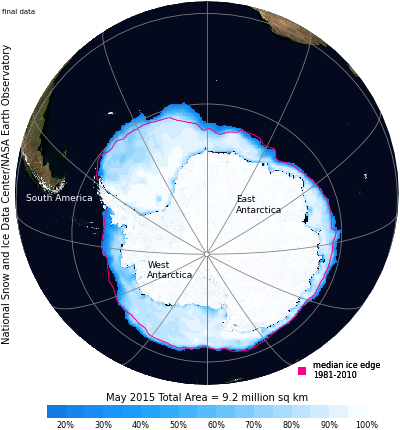 final data
National Snow and Ice Data Center/NASA Earth Observatory
South America
East
Antarctica
West
Antarctica
median ice edge
1981-2010
May 2015 Total Area = 9.2 million sq km
20% 30% 40% 50% 60% 70% 80% 90% 100%